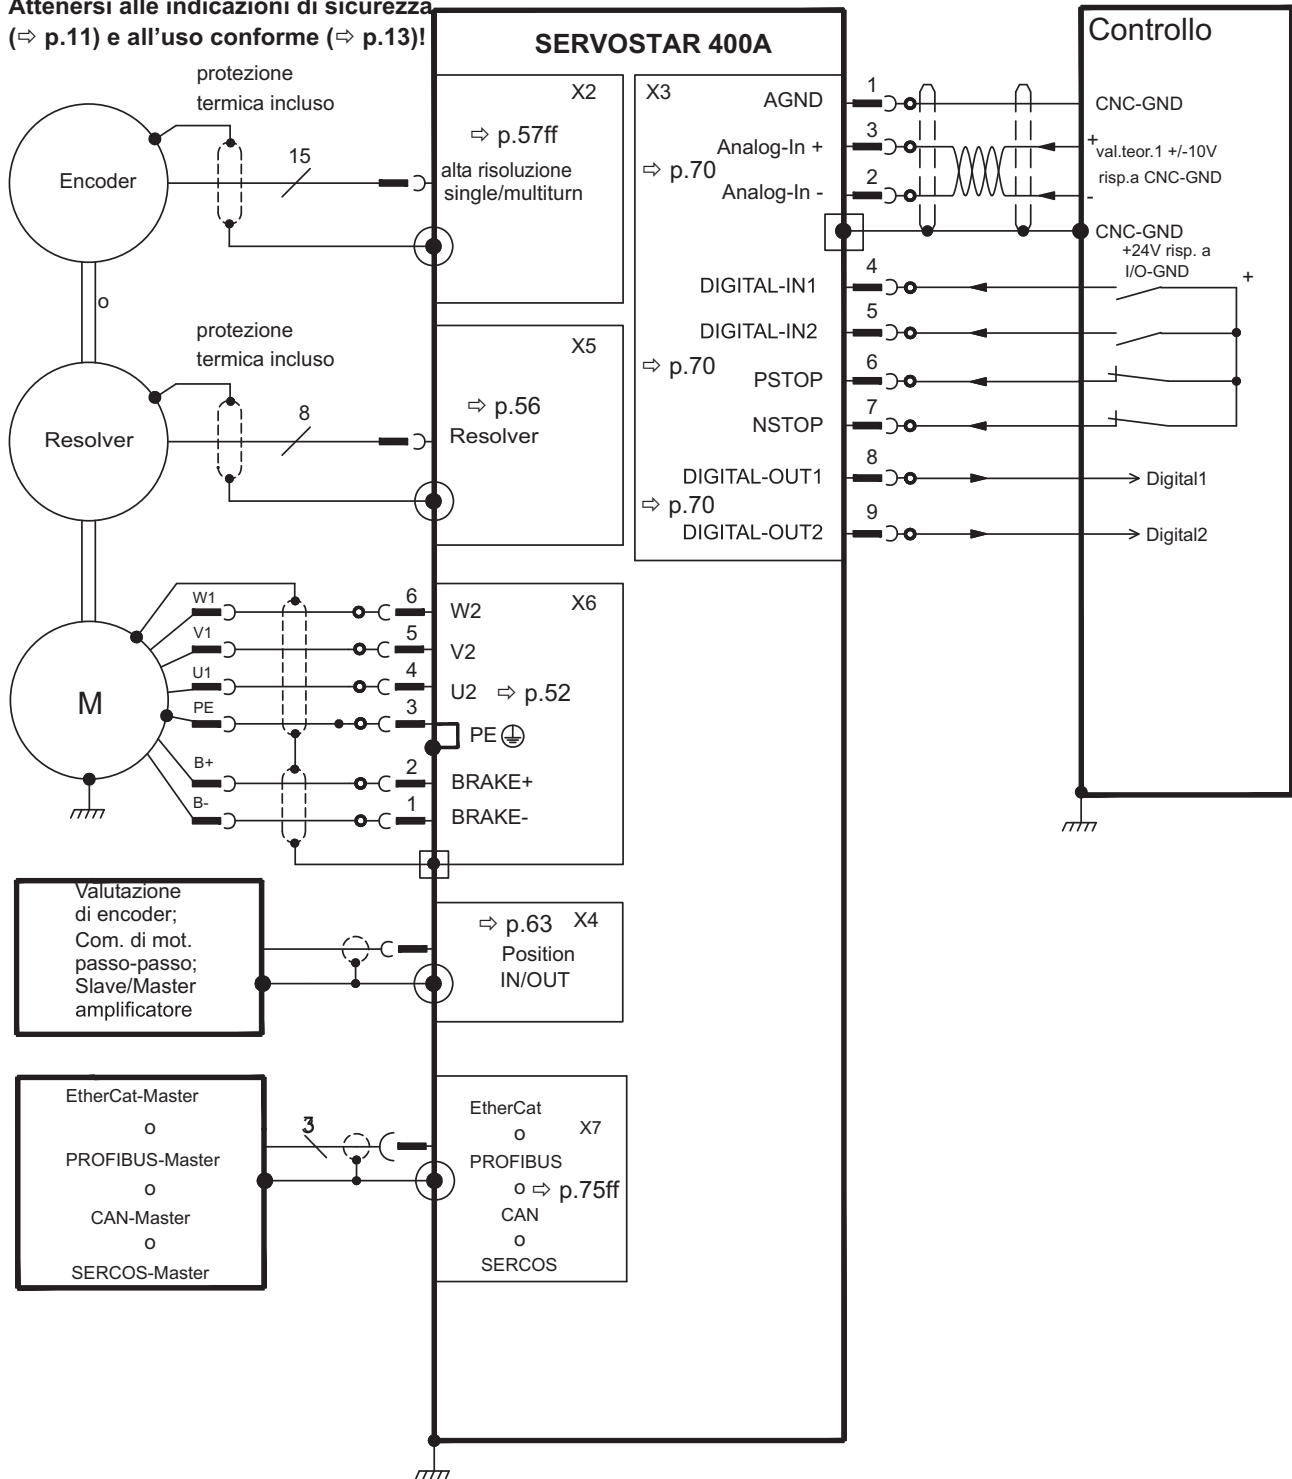 Attenersi alle indicazioni di sicurezza
(⇨ p.11) e all'uso conforme (⇨ p.13)!
SERVOSTAR 400A
Controllo
protezione
termica incluso
Encoder
15
X2
⇨ p.57ff
alta risoluzione
single/multiturn
o
protezione
termica incluso
Resolver
8
X5
⇨ p.56
Resolver
X3
AGND
1
CNC-GND
Analog-In +
3
+
val.teor.1 +/-10V
⇨ p.70
risp.a CNC-GND
Analog-In -
2
-
CNC-GND
+24V risp. a
I/O-GND
+
DIGITAL-IN1
4
DIGITAL-IN2
5
⇨ p.70
PSTOP
6
NSTOP
7
DIGITAL-OUT1
8
Digital1
⇨ p.70
DIGITAL-OUT2
9
Digital2
M
W1
6
W2
X6
V1
5
V2
U1
4
U2 ⇨ p.52
PE
3
PE
B+
2
BRAKE+
B-
1
BRAKE-
Valutazione
di encoder;
Com. di mot.
passo-passo;
Slave/Master
amplificatore
⇨ p.63 X4
Position
IN/OUT
EtherCat-Master
o
PROFIBUS-Master
o
CAN-Master
o
SERCOS-Master
3
EtherCat
o
X7
PROFIBUS
o ⇨ p.75ff
CAN
o
SERCOS